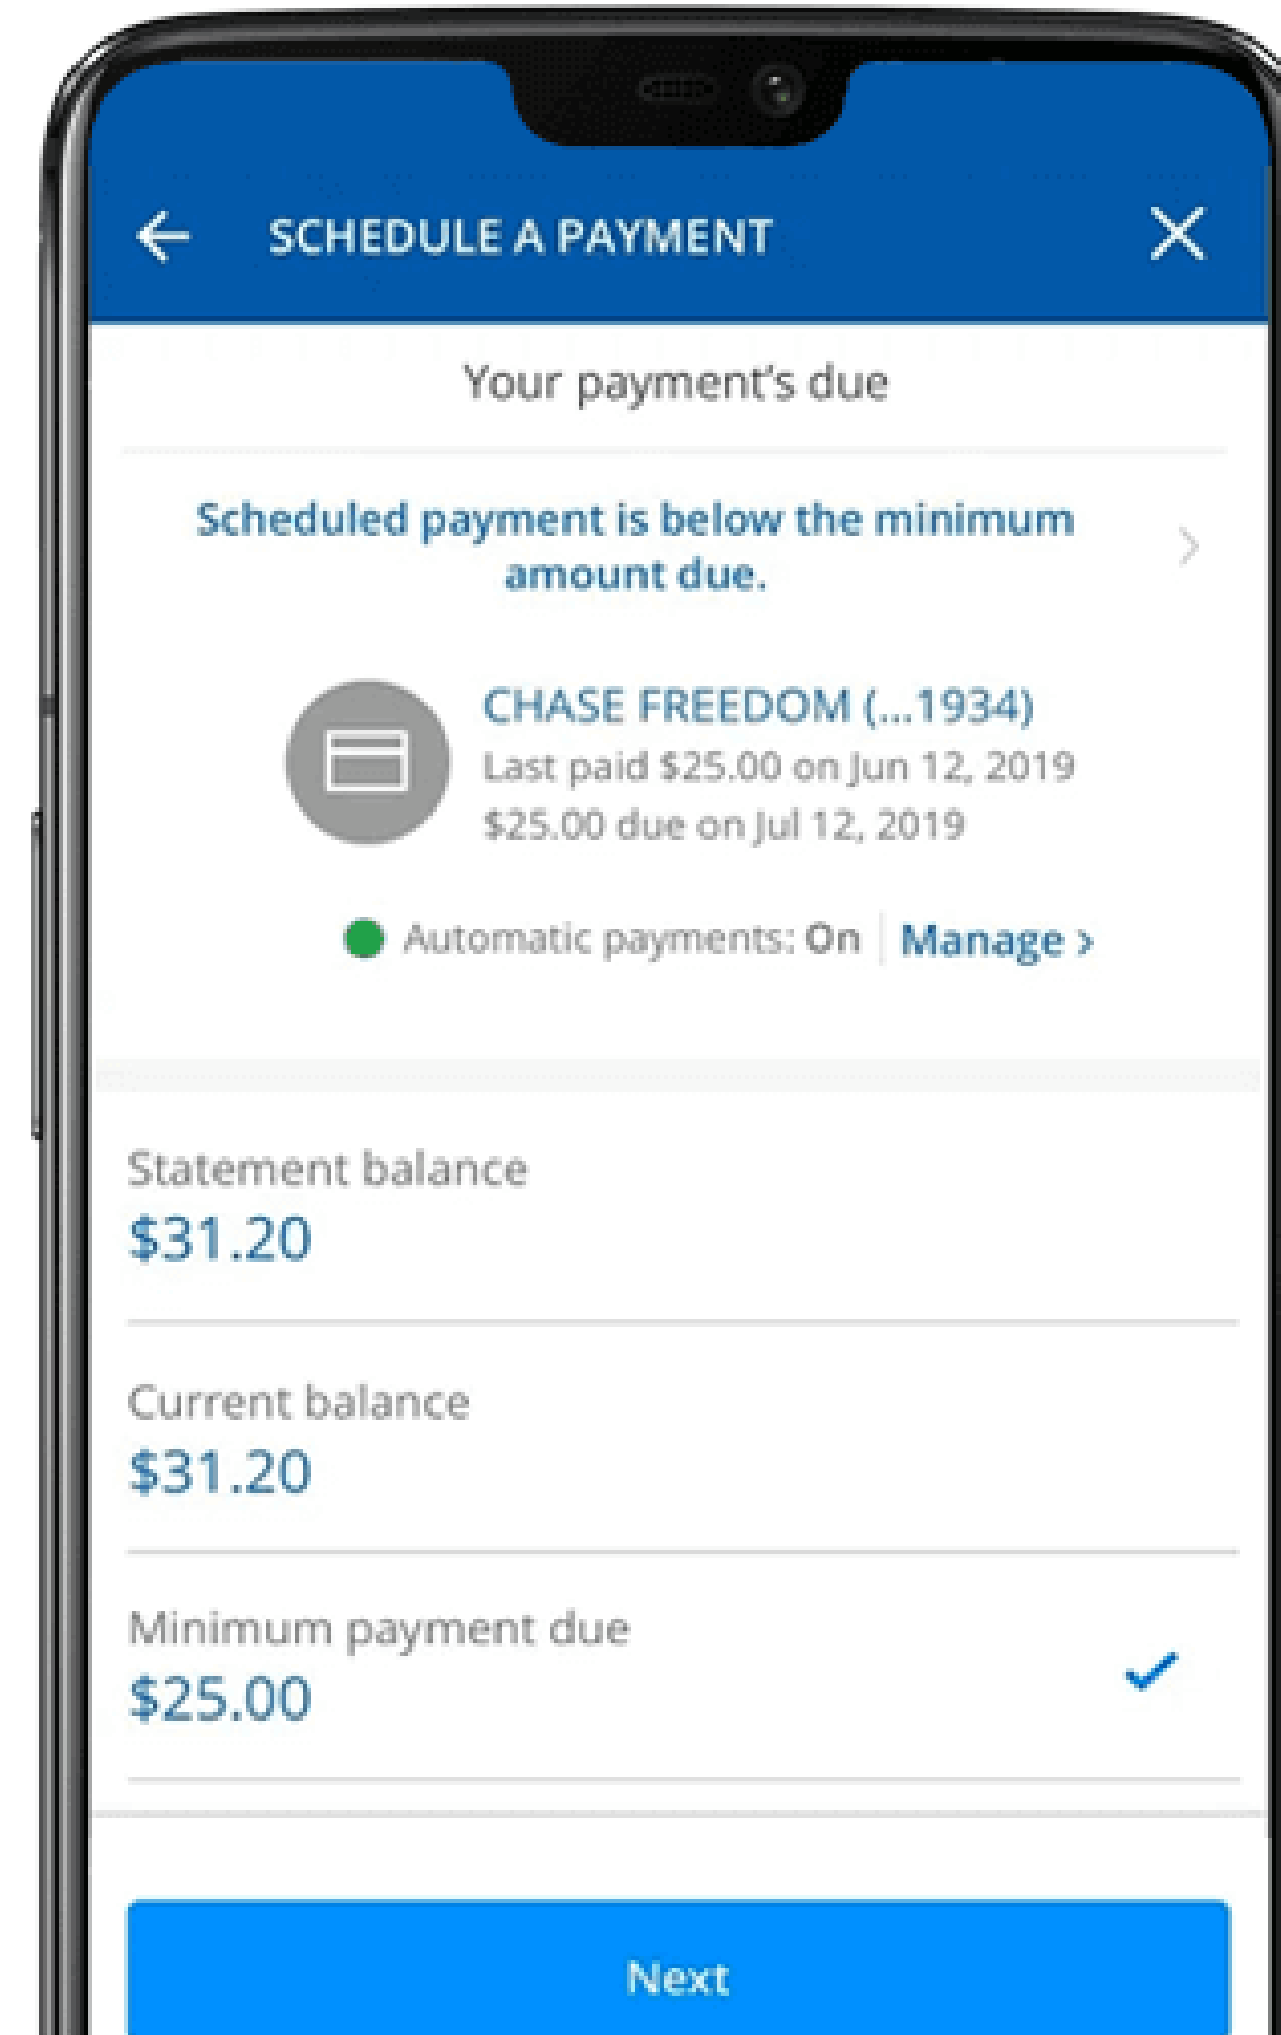 SCHEDULE A PAYMENT
Your payment's due
Scheduled payment is below the minimum
amount due.
CHASE FREEDOM (...1934)
Last paid $25.00 on Jun 12, 2019
$25.00 due on Jul 12, 2019
Automatic payments: On | Manage >
Statement balance
$31.20
Current balance
$31.20
Minimum payment due
$25.00
Next